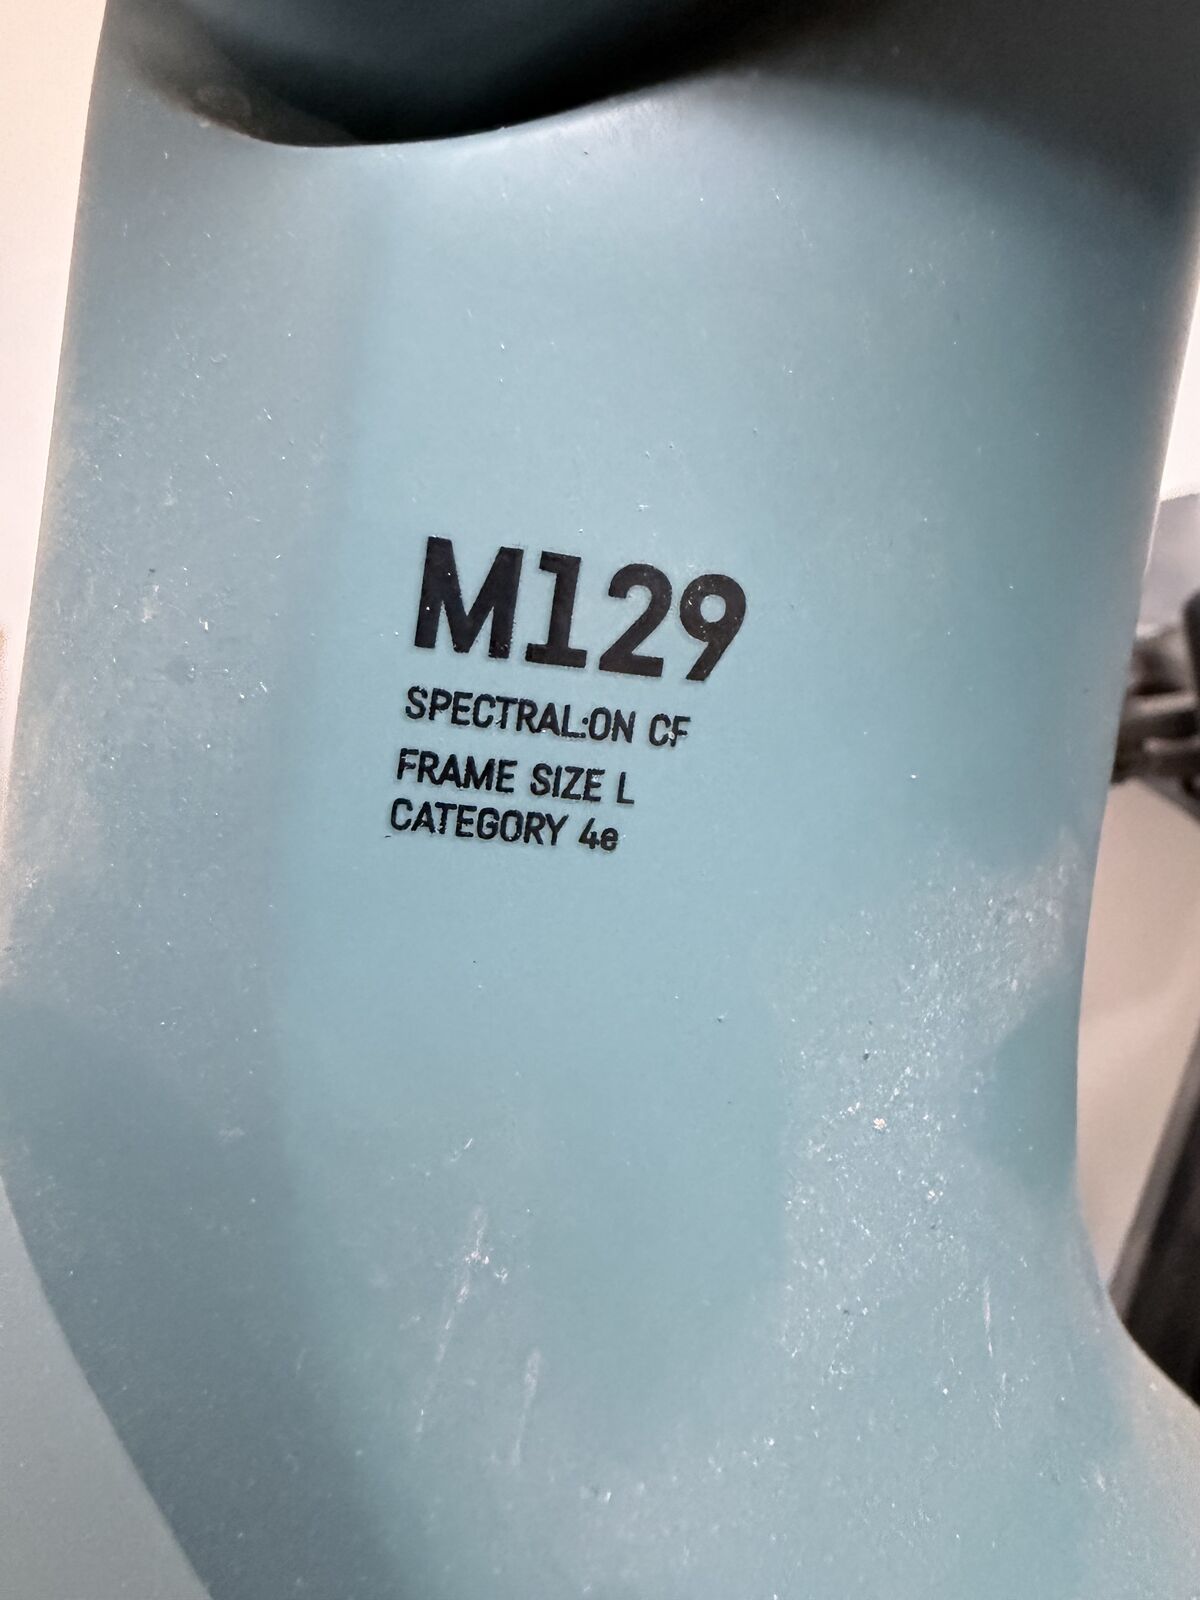 M129
SPECTRAL:ON CF
FRAME SIZE L
CATEGORY 4e